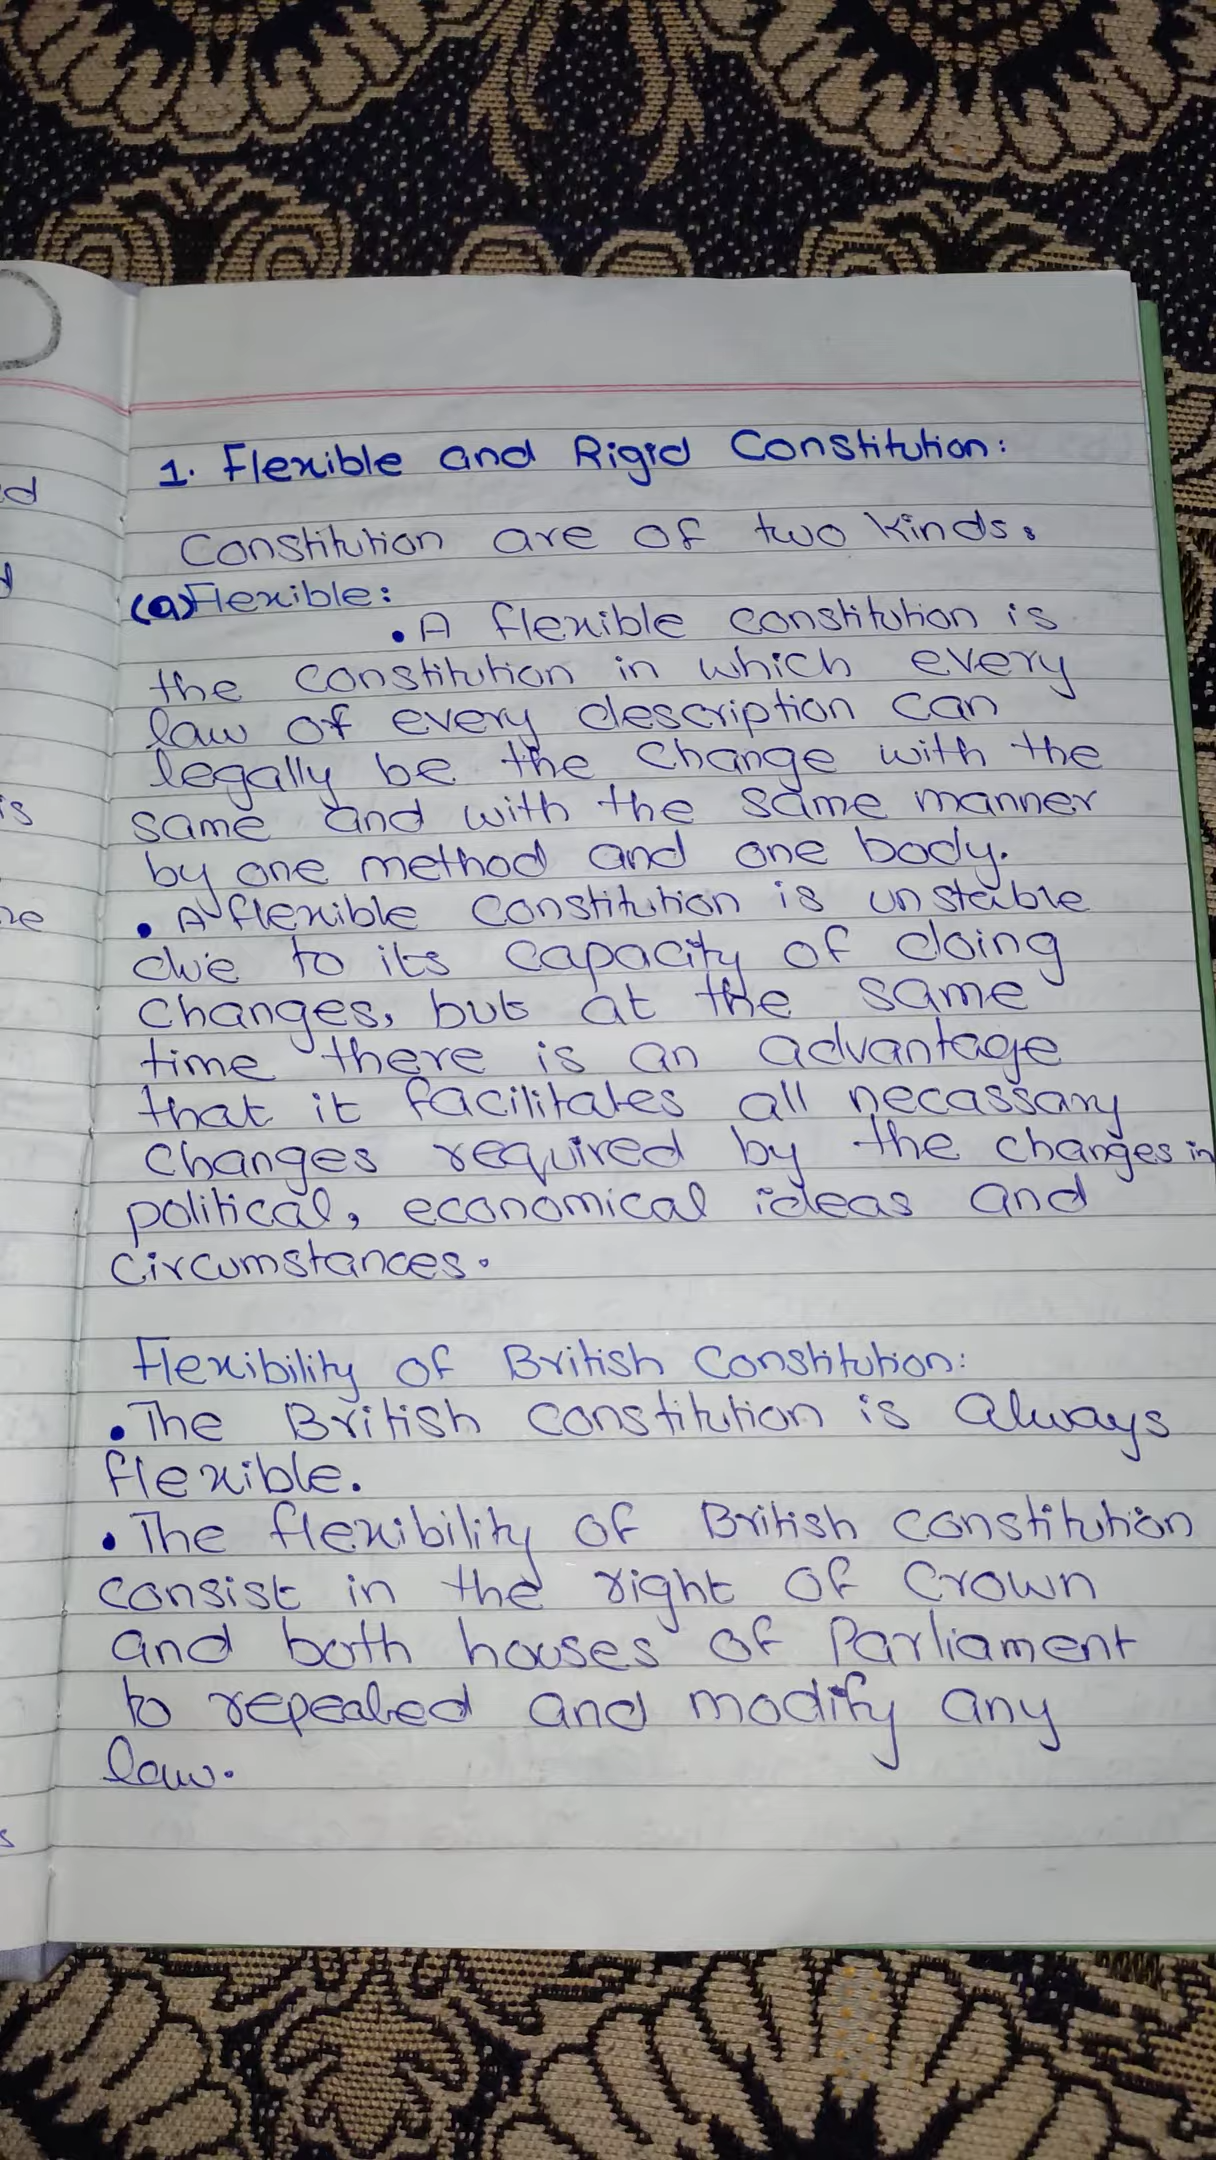 1. Flexible and Rigid Constitution:
Constitution are of two kinds:
(a) Flexible:
• A flexible constitution is
the constitution in which every
law of every description can
legally be the change with the
same and with the same manner
by one method and one body.
• A flexible constitution is unstable
due to its capacity of doing
changes, but at the same
time there is an advantage
that it facilitates all necassary
changes required by the changes in
political, economical ideas and
circumstances.
Flexibility of British Constitution:
• The British constitution is always
flexible.
• The flexibility of British constitution
consist in the right of Crown
and both houses of Parliament
to repealed and modify any
law.